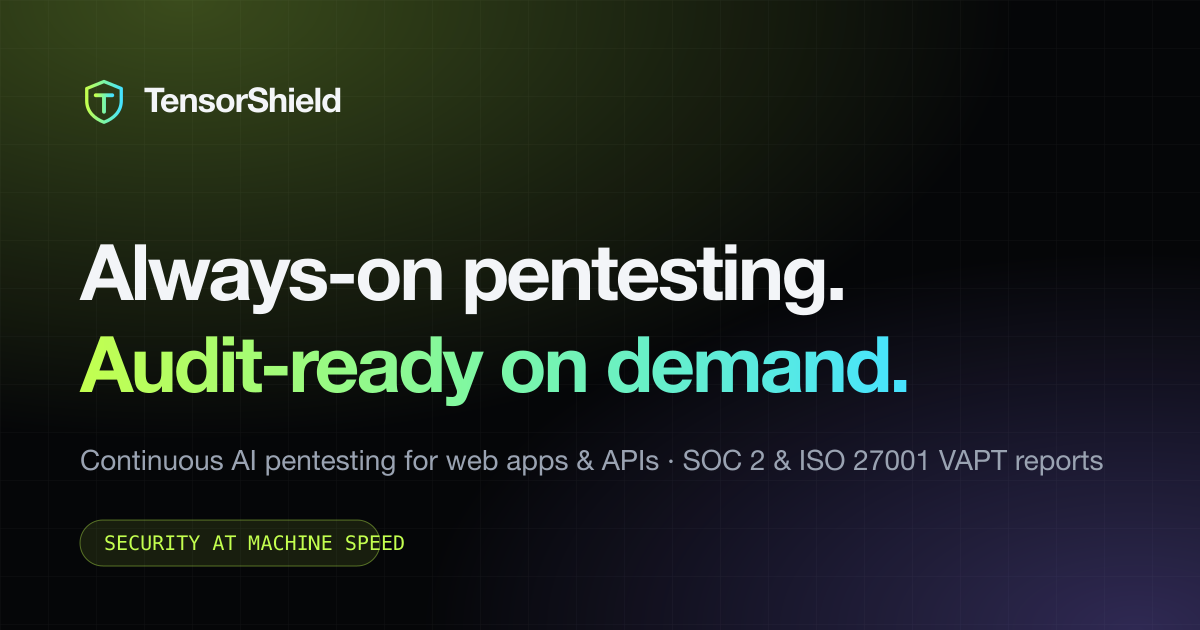 TensorShield
Always-on pentesting.
Audit-ready on demand.
Continuous AI pentesting for web apps & APIs · SOC 2 & ISO 27001 VAPT reports
SECURITY AT MACHINE SPEED